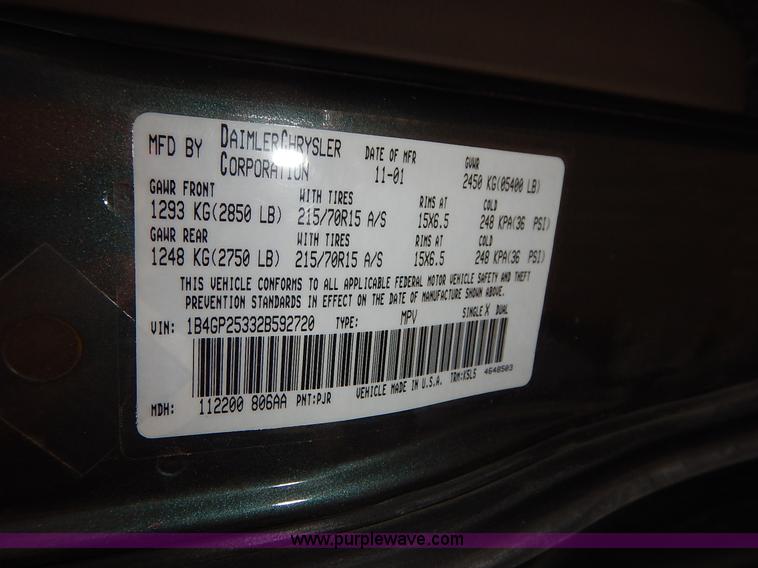 MFD BY DAIMLERCHRYSLER CORPORATION DATE OF MFR 11-01 GVWR 2450 KG(05400 LB)
GAWR FRONT WITH TIRES RIMS AT COLD
1293 KG(2850 LB) 215/70R15 A/S 15X6.5 248 KPA(36 PSI)
GAWR REAR WITH TIRES RIMS AT COLD
1248 KG(2750 LB) 215/70R15 A/S 15X6.5 248 KPA(36 PSI)
THIS VEHICLE CONFORMS TO ALL APPLICABLE FEDERAL MOTOR VEHICLE SAFETY AND THEFT
PREVENTION STANDARDS IN EFFECT ON THE DATE OF MANUFACTURE SHOWN ABOVE.
VIN: 1B4GP25332B592720 TYPE: MPV SINGLE X DUAL
MDH: 112200 806AA PNT:PJR VEHICLE MADE IN U.S.A. TRM:K5L5 4648503
www.purplewave.com